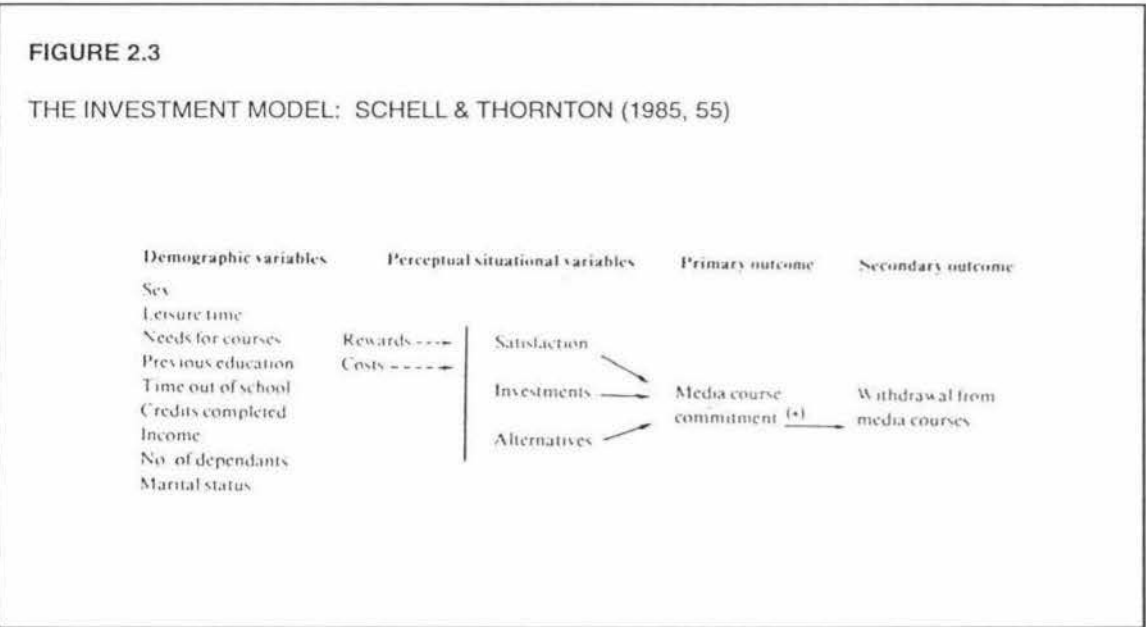 FIGURE 2.3
THE INVESTMENT MODEL: SCHELL & THORNTON (1985, 55)
Demographic variables Perceptual situational variables Primary outcome Secondary outcome
Sex
Leisure time
Needs for courses Rewards Satisfaction
Previous education Costs
Time out of school Investments Media course Withdrawal from
Credits completed commitment (+) media courses
Income Alternatives
No. of dependants
Marital status